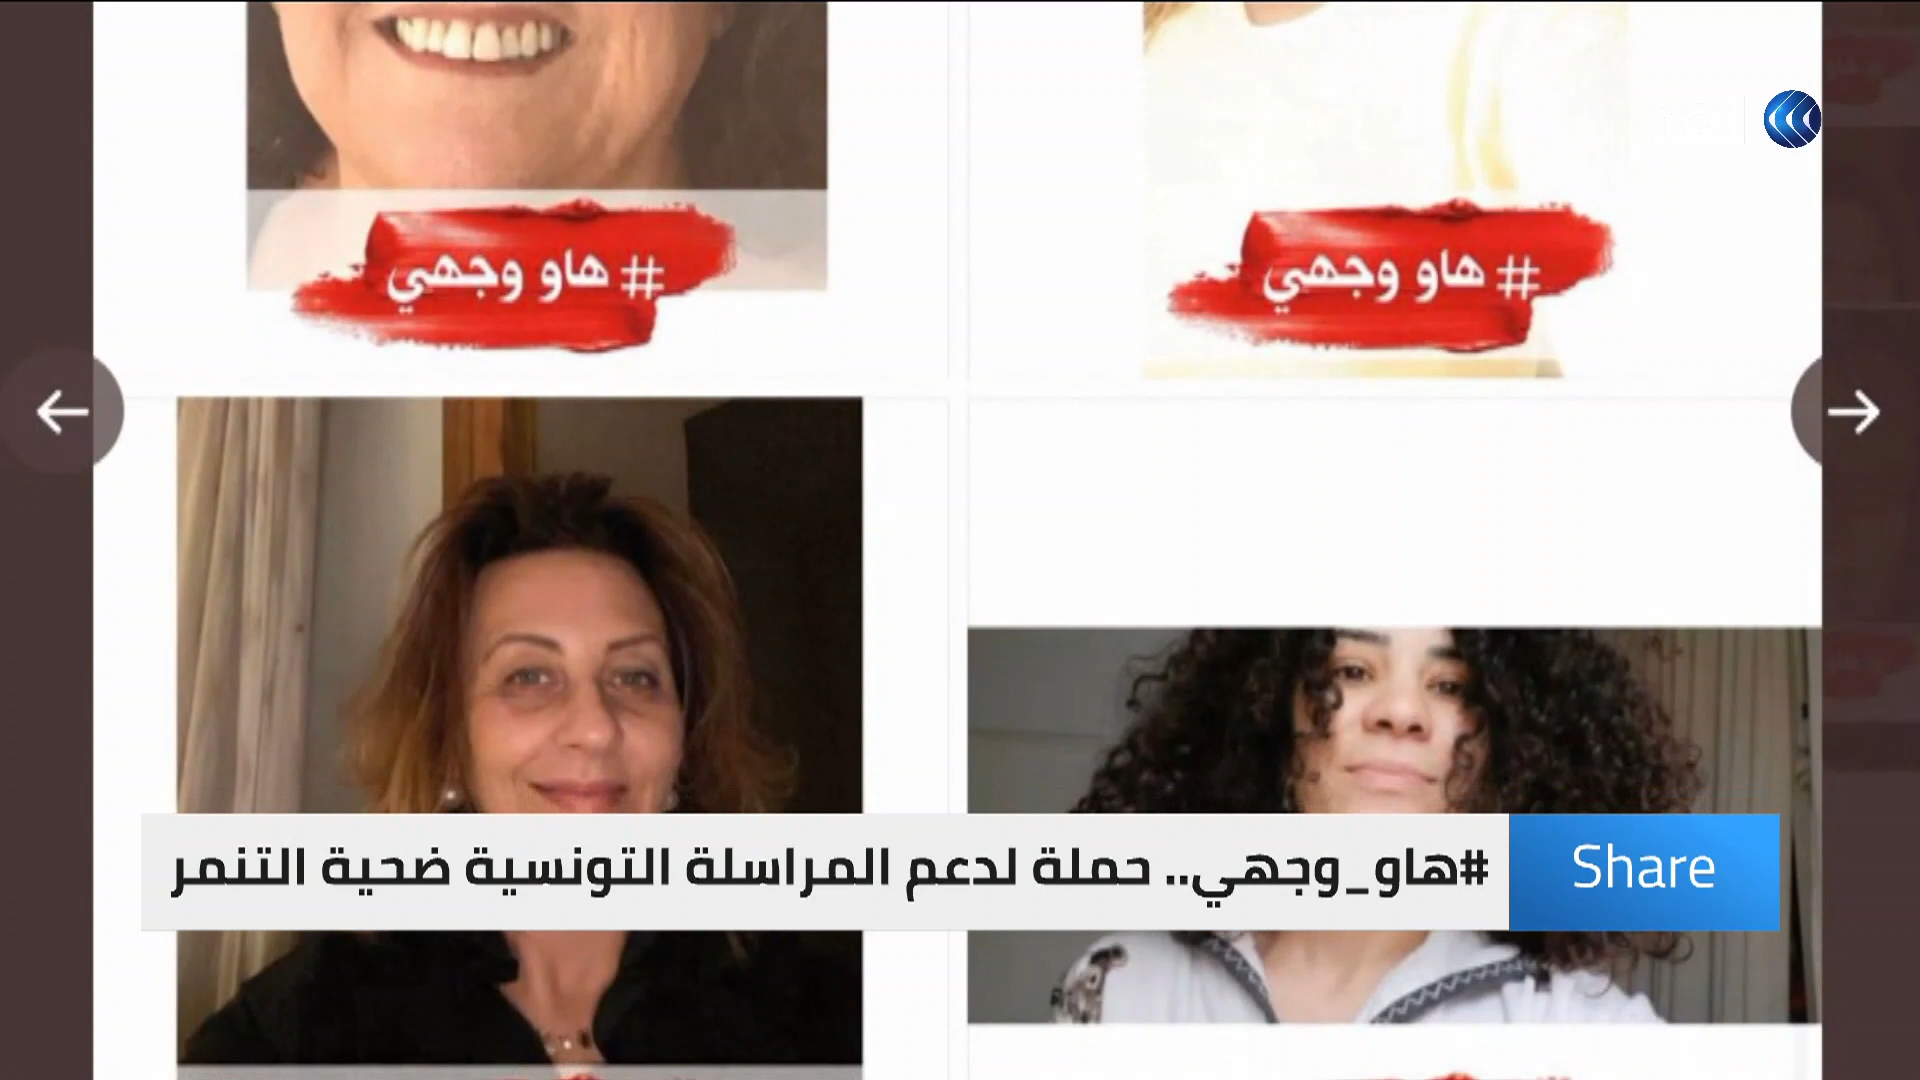 # هاو وجهي
# هاو وجهي
#هاو_وجهي.. حملة لدعم المراسلة التونسية ضحية التنمر
Share